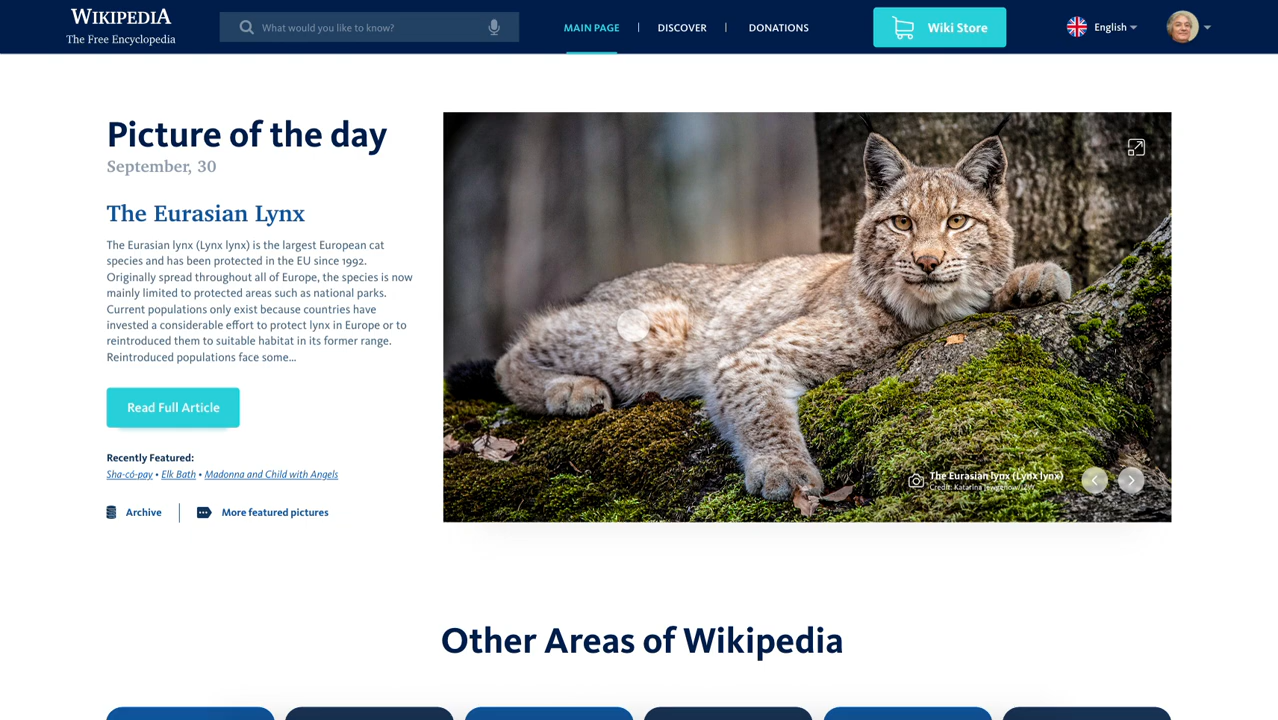 WIKIPEDIA
The Free Encyclopedia
What would you like to know?
MAIN PAGE
DISCOVER
DONATIONS
Wiki Store
English
Picture of the day
September, 30
The Eurasian Lynx
The Eurasian lynx (Lynx lynx) is the largest European cat
species and has been protected in the EU since 1992.
Originally spread throughout all of Europe, the species is now
mainly limited to protected areas such as national parks.
Current populations only exist because countries have
invested a considerable effort to protect lynx in Europe or to
reintroduced them to suitable habitat in its former range.
Reintroduced populations face some...
Read Full Article
Recently Featured:
Sha-có-pay • Elk Bath • Madonna and Child with Angels
Archive
More featured pictures
The Eurasian lynx (Lynx lynx)
Credit: Katarina
Other Areas of Wikipedia